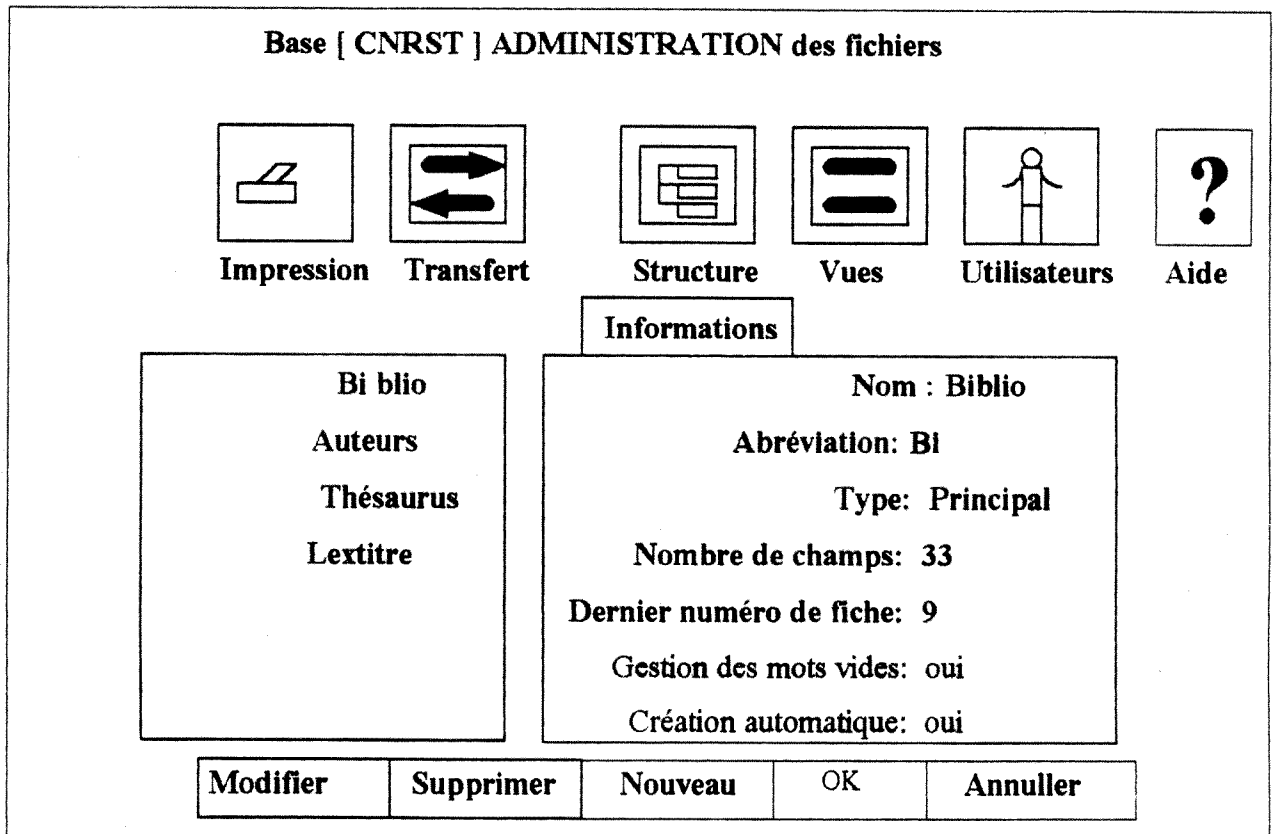 Base [ CNRST ] ADMINISTRATION des fichiers
?
Impression Transfert Structure Vues Utilisateurs Aide
Informations
Bi blio
Auteurs
Thésaurus
Lextitre
Nom : Biblio
Abréviation: Bi
Type: Principal
Nombre de champs: 33
Dernier numéro de fiche: 9
Gestion des mots vides: oui
Création automatique: oui
Modifier Supprimer Nouveau OK Annuller